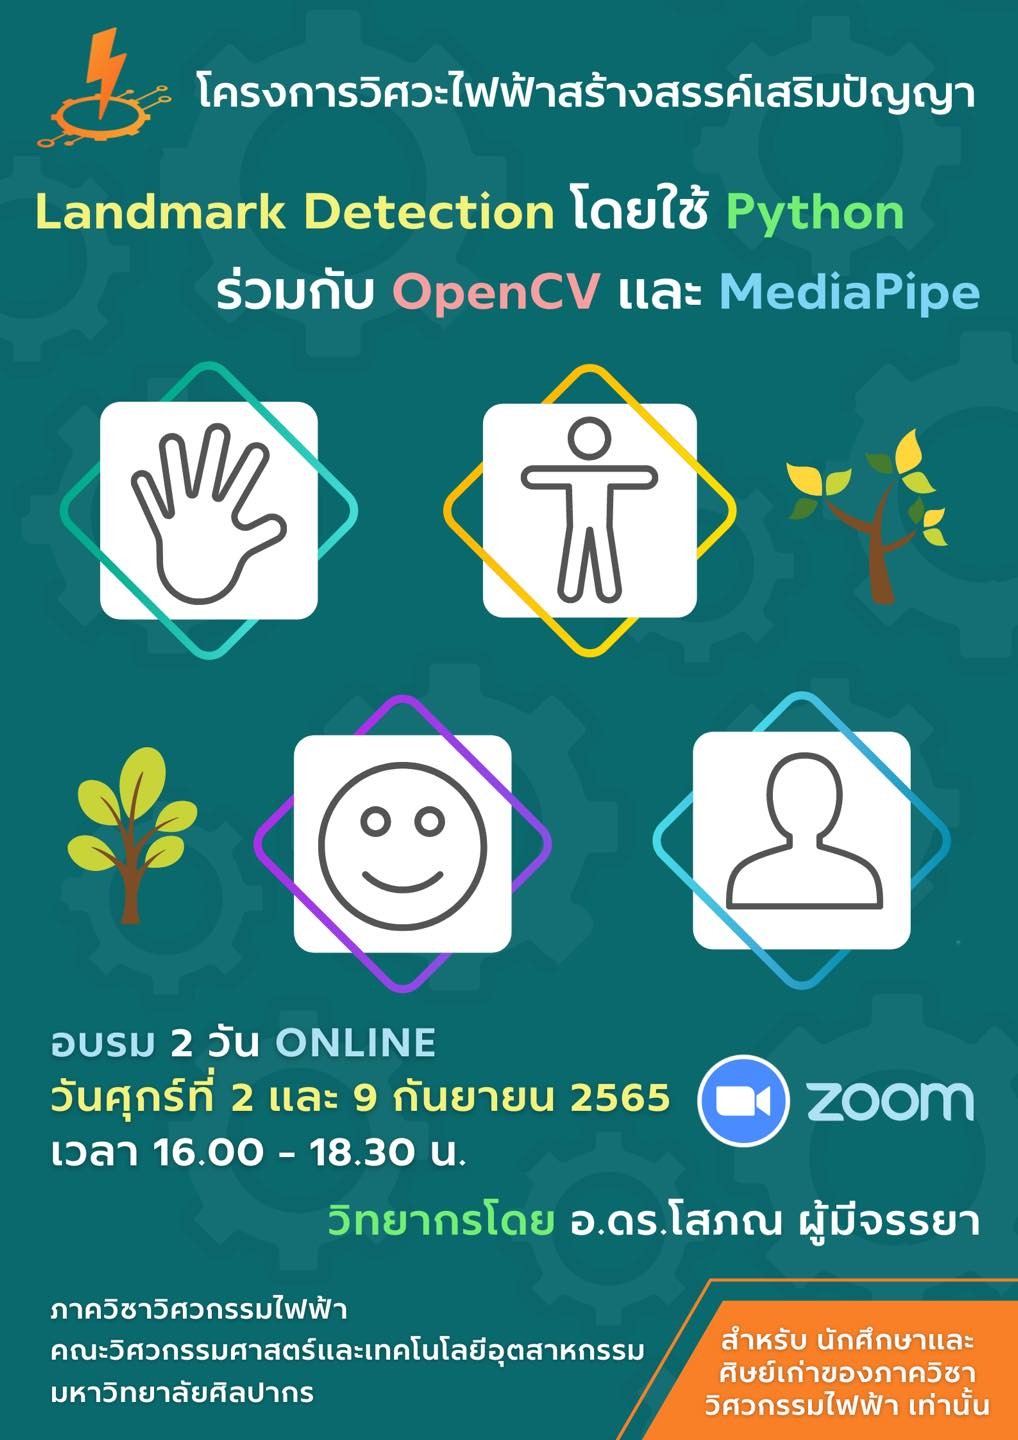 โครงการวิศวะไฟฟ้าสร้างสรรค์เสริมปัญญา
Landmark Detection โดยใช้ Python
ร่วมกับ OpenCV และ MediaPipe
อบรม 2 วัน ONLINE
วันศุกร์ที่ 2 และ 9 กันยายน 2565
zoom
เวลา 16.00 - 18.30 น.
วิทยากรโดย อ.ดร.โสภณ ผู้มีจรรยา
ภาควิชาวิศวกรรมไฟฟ้า
คณะวิศวกรรมศาสตร์และเทคโนโลยีอุตสาหกรรม
มหาวิทยาลัยศิลปากร
สำหรับ นักศึกษาและ
ศิษย์เก่าของภาควิชา
วิศวกรรมไฟฟ้า เท่านั้น